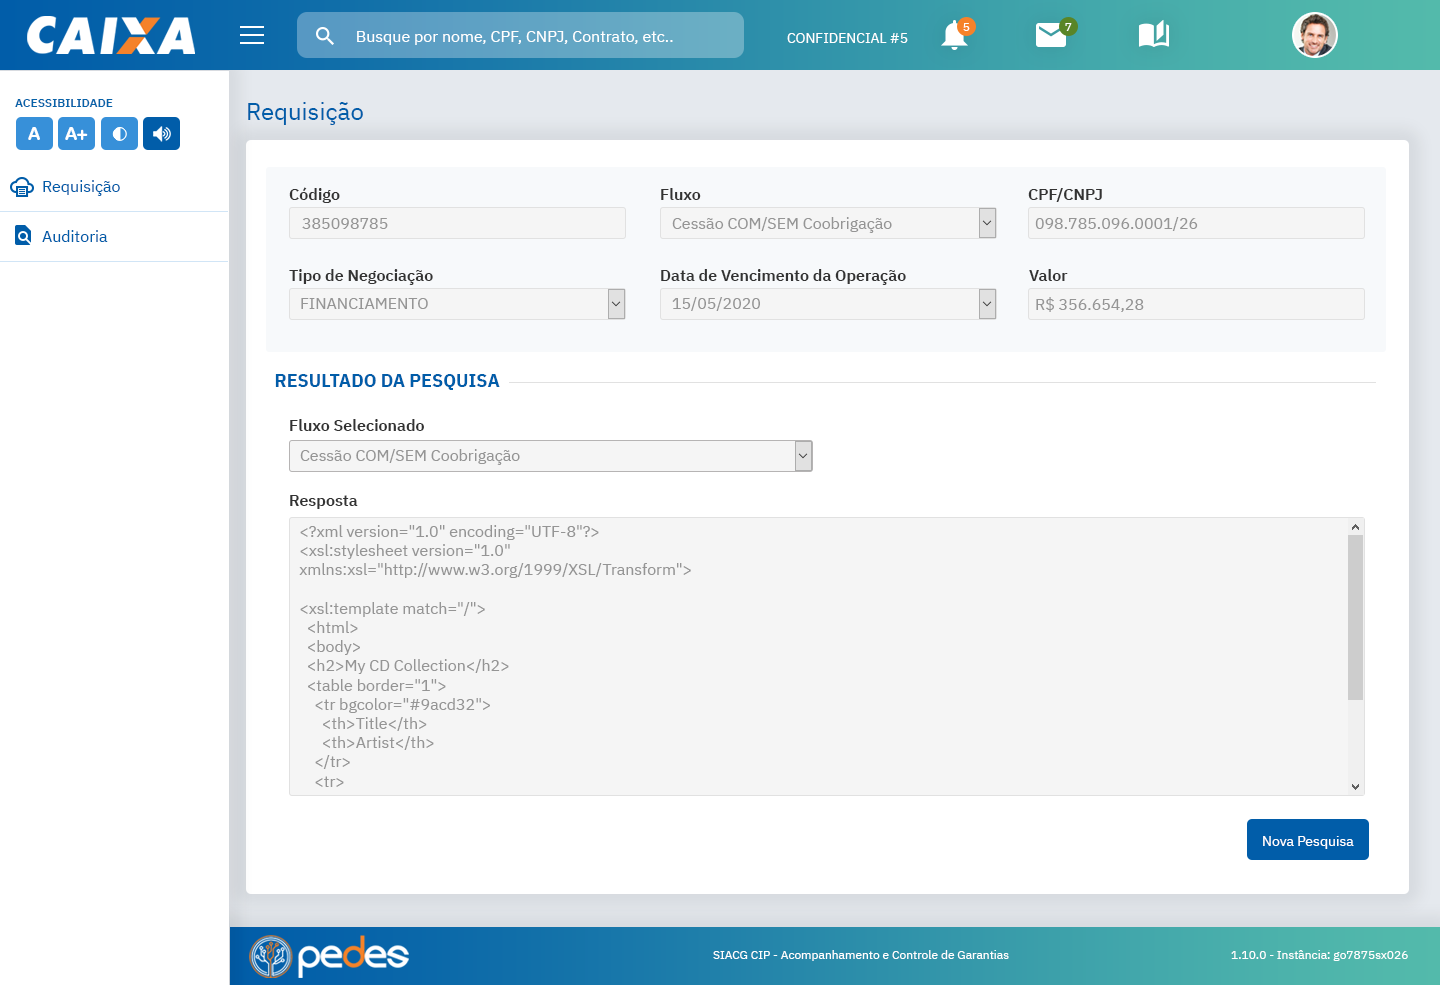 CAIXA
Busque por nome, CPF, CNPJ, Contrato, etc..
CONFIDENCIAL #5
5
7
ACESSIBILIDADE
A A+
Requisição
Auditoria
Requisição
Código
385098785
Fluxo
Cessão COM/SEM Coobrigação
CPF/CNPJ
098.785.096.0001/26
Tipo de Negociação
FINANCIAMENTO
Data de Vencimento da Operação
15/05/2020
Valor
R$ 356.654,28
RESULTADO DA PESQUISA
Fluxo Selecionado
Cessão COM/SEM Coobrigação
Resposta
<?xml version="1.0" encoding="UTF-8"?>
<xsl:stylesheet version="1.0"
xmlns:xsl="http://www.w3.org/1999/XSL/Transform">
<xsl:template match="/">
<html>
<body>
<h2>My CD Collection</h2>
<table border="1">
<tr bgcolor="#9acd32">
<th>Title</th>
<th>Artist</th>
</tr>
<tr>
Nova Pesquisa
pedes
SIACG CIP - Acompanhamento e Controle de Garantias
1.10.0 - Instância: go7875sx026